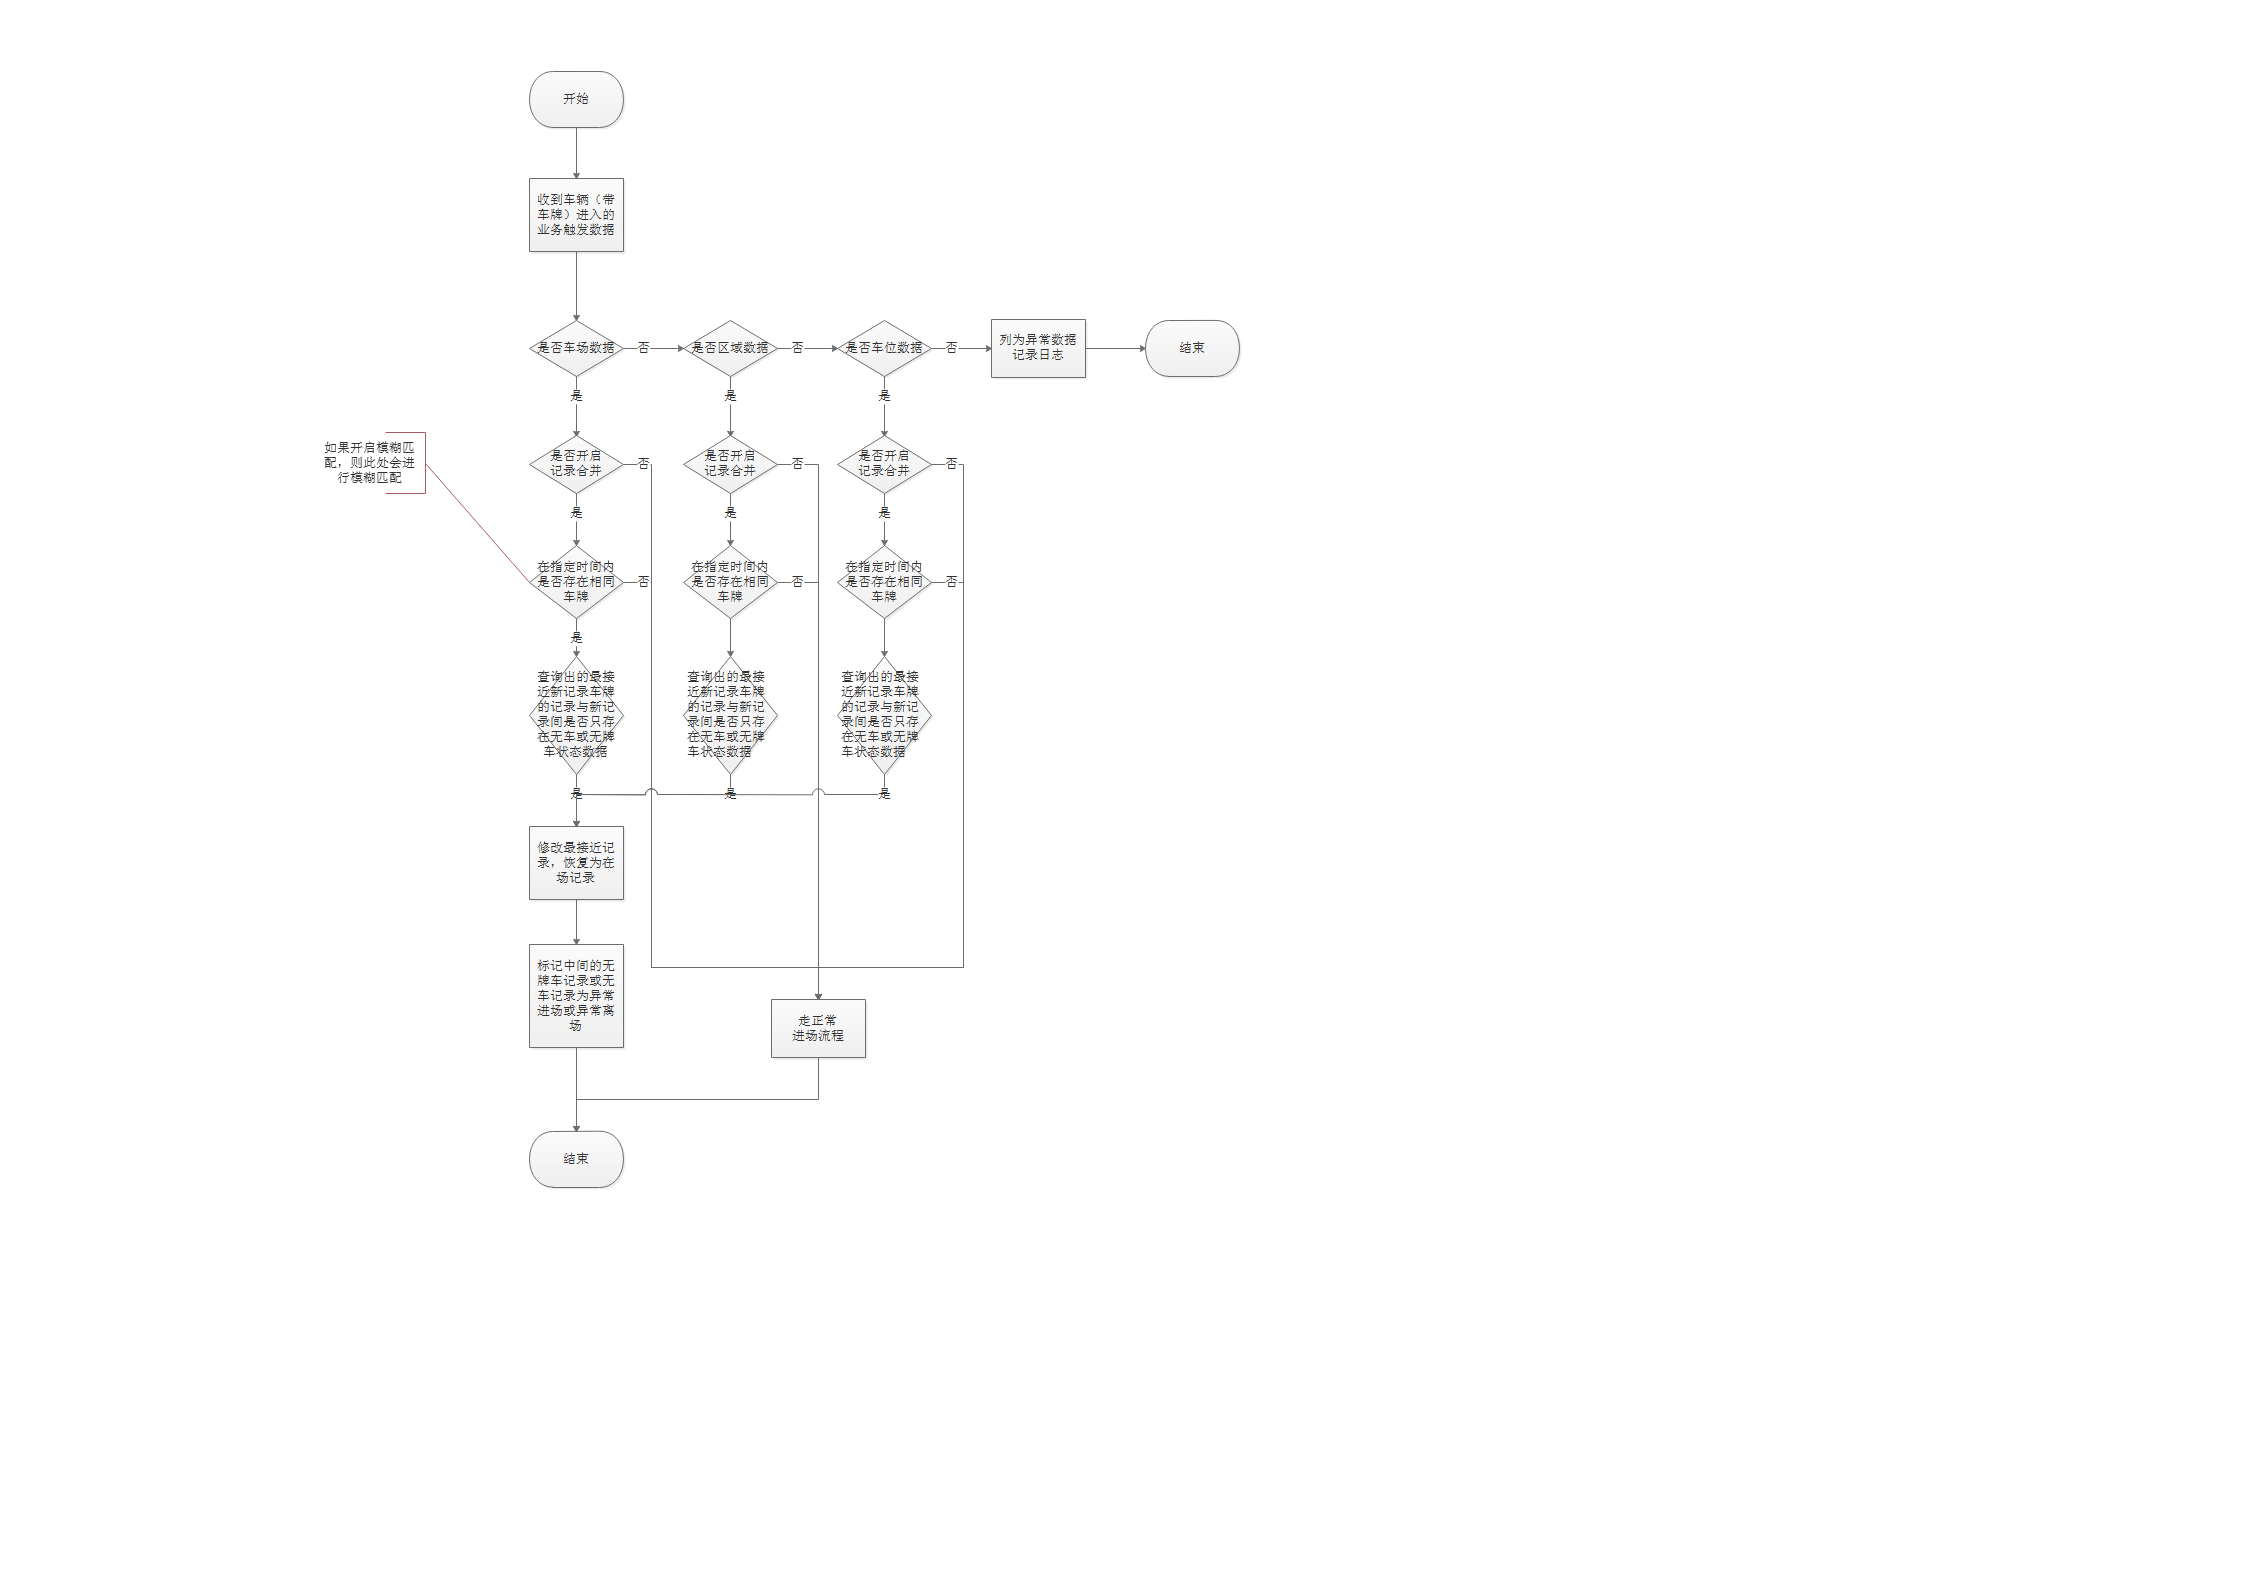 开始
收到车辆（带
车牌）进入的
业务触发数据
是否车场数据
否
是否区域数据
否
是否车位数据
否
列为异常数据
记录日志
结束
是
是
是
如果开启模糊匹
配，则此处会进
行模糊匹配
是否开启
记录合并
否
是否开启
记录合并
否
是否开启
记录合并
否
是
是
是
在指定时间内
是否存在相同
车牌
否
在指定时间内
是否存在相同
车牌
否
在指定时间内
是否存在相同
车牌
否
是
查询出的最接
近新记录车牌
的记录与新记
录间是否只存
在无车或无牌
车状态数据
查询出的最接
近新记录车牌
的记录与新记
录间是否只存
在无车或无牌
车状态数据
查询出的最接
近新记录车牌
的记录与新记
录间是否只存
在无车或无牌
车状态数据
是
是
是
修改最接近记
录，恢复为在
场记录
标记中间的无
牌车记录或无
车记录为异常
进场或异常离
场
走正常
进场流程
结束